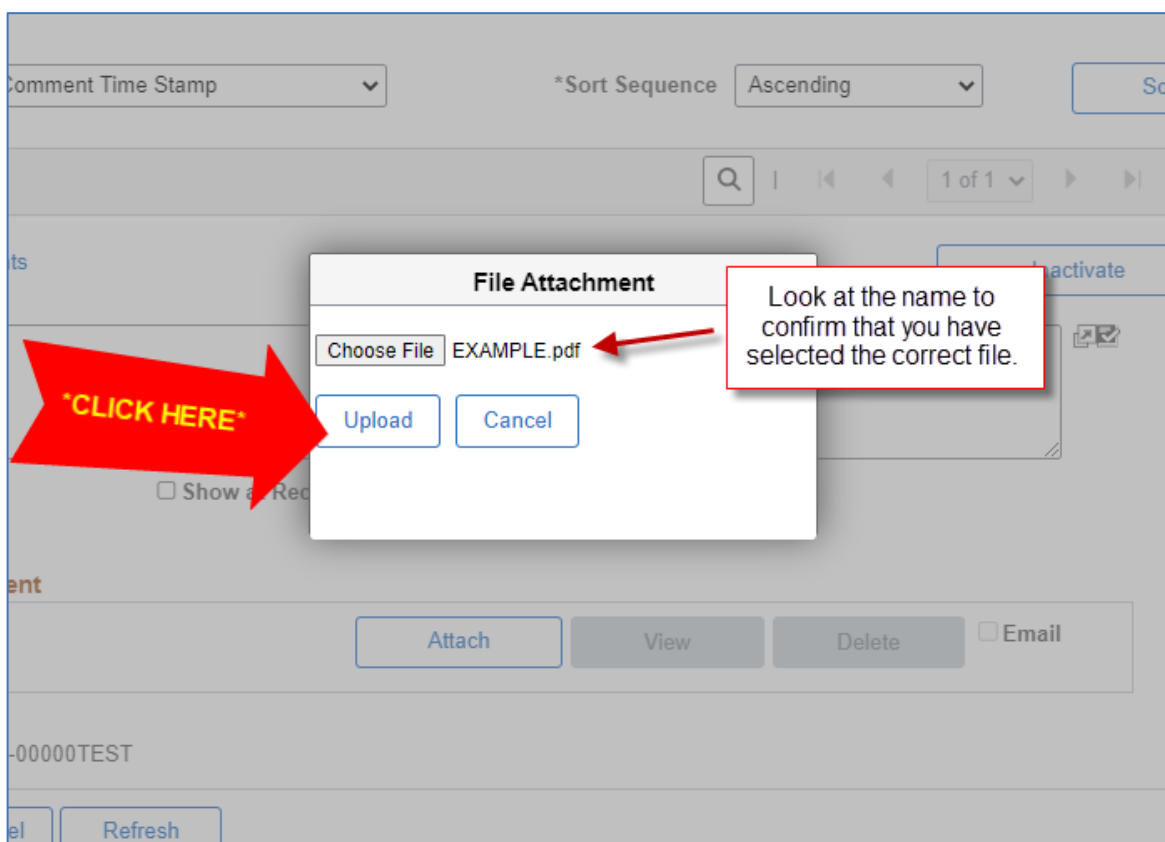 Comment Time Stamp
*Sort Sequence
Ascending
1 of 1
File Attachment
Look at the name to
confirm that you have
selected the correct file.
Choose File EXAMPLE.pdf
*CLICK HERE*
Upload
Cancel
Show at
Attach
View
Delete
Email
-00000TEST
Refresh